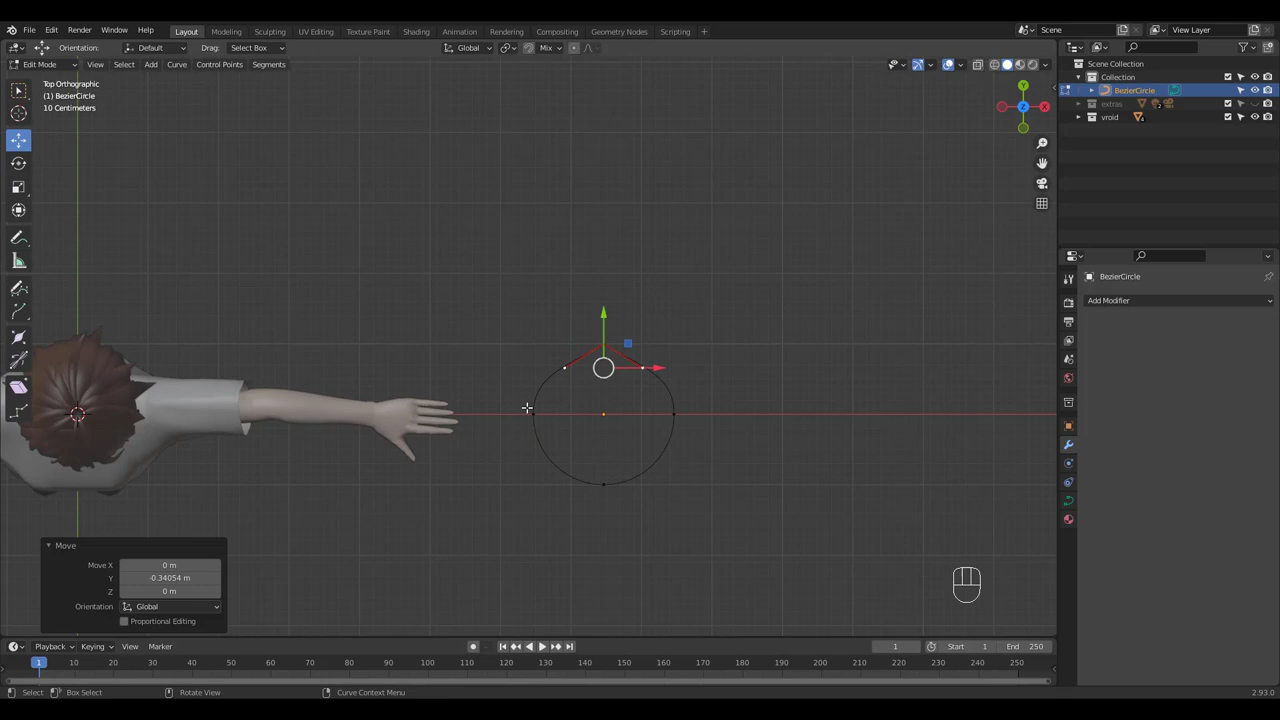 File Edit Render Window Help Layout Modeling Sculpting UV Editing Texture Paint Shading Animation Rendering Compositing Geometry Nodes Scripting + Scene View Layer
Orientation: Default Drag: Select Box Global Mix
Edit Mode View Select Add Curve Control Points Segments
Scene Collection
Collection
BezierCircle
extras 2
vroid 4
Top Orthographic
(1) BezierCircle
10 Centimeters
Y
Z X
BezierCircle
Add Modifier
Move
Move X 0 m
Y -0.34054 m
Z 0 m
Orientation Global
Proportional Editing
Playback Keying View Marker 1 Start 1 End 250
1 10 20 30 40 50 60 70 80 90 100 110 120 130 140 150 160 170 180 190 200 210 220 230 240 250
Select Box Select Rotate View Curve Context Menu 2.93.0